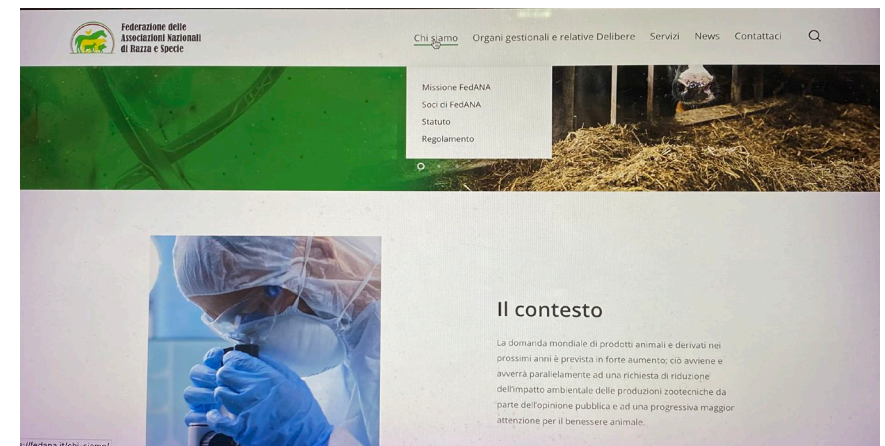 Federazione delle
Associazioni Nazionali
di Razza e Specie
Chi siamo
Organi gestionali e relative Delibere
Servizi
News
Contattaci
Missione FedANA
Soci di FedANA
Statuto
Regolamento
Il contesto
La domanda mondiale di prodotti animali e derivati nei
prossimi anni è prevista in forte aumento; ciò avviene e
avverrà parallelamente ad una richiesta di riduzione
dell'impatto ambientale delle produzioni zootecniche da
parte dell'opinione pubblica e ad una progressiva maggior
attenzione per il benessere animale.